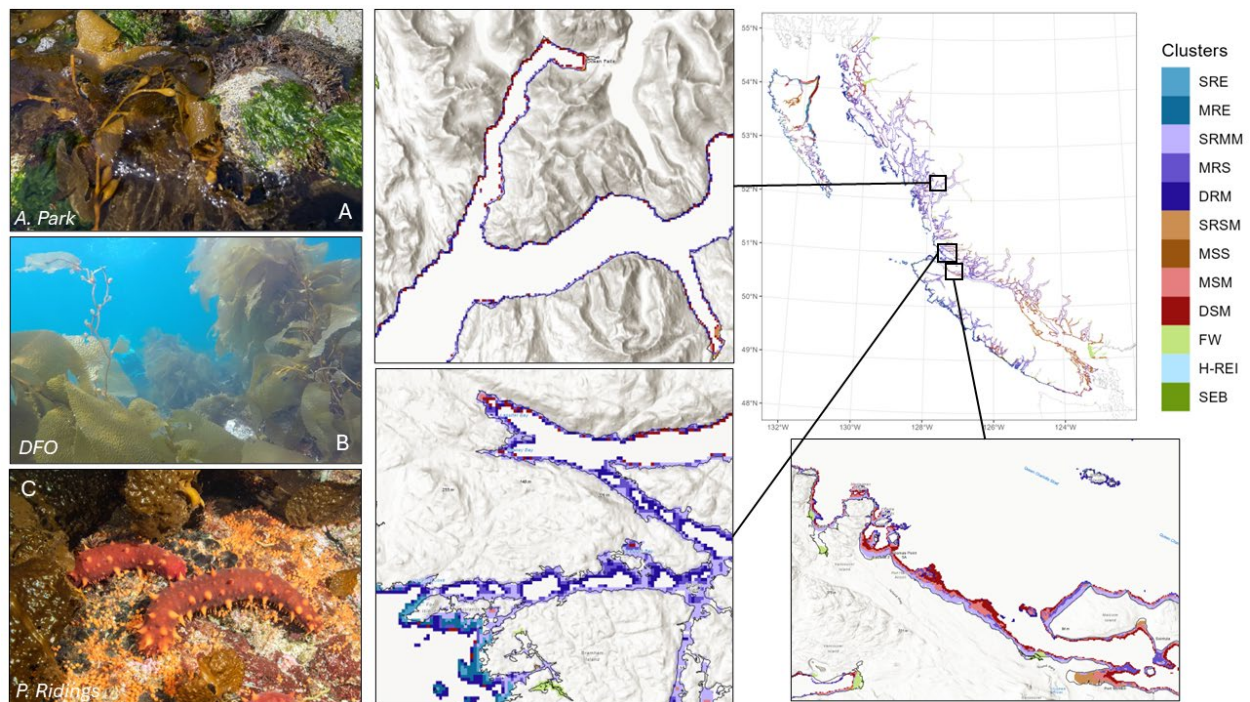 A. Park
A
DFO
B
C
P. Ridings
55°N
54°N
53°N
52°N
51°N
50°N
49°N
48°N
132°W
130°W
128°W
126°W
124°W
Clusters
SRE
MRE
SRMM
MRS
DRM
SRSM
MSS
MSM
DSM
FW
H-REI
SEB